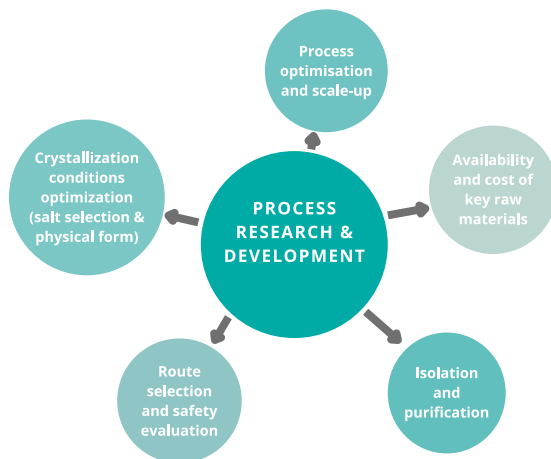 Process
optimisation
and scale-up
Crystallization
conditions
optimization
(salt selection &
physical form)
Availability
and cost of
key raw
materials
PROCESS
RESEARCH &
DEVELOPMENT
Route
selection
and safety
evaluation
Isolation
and
purification